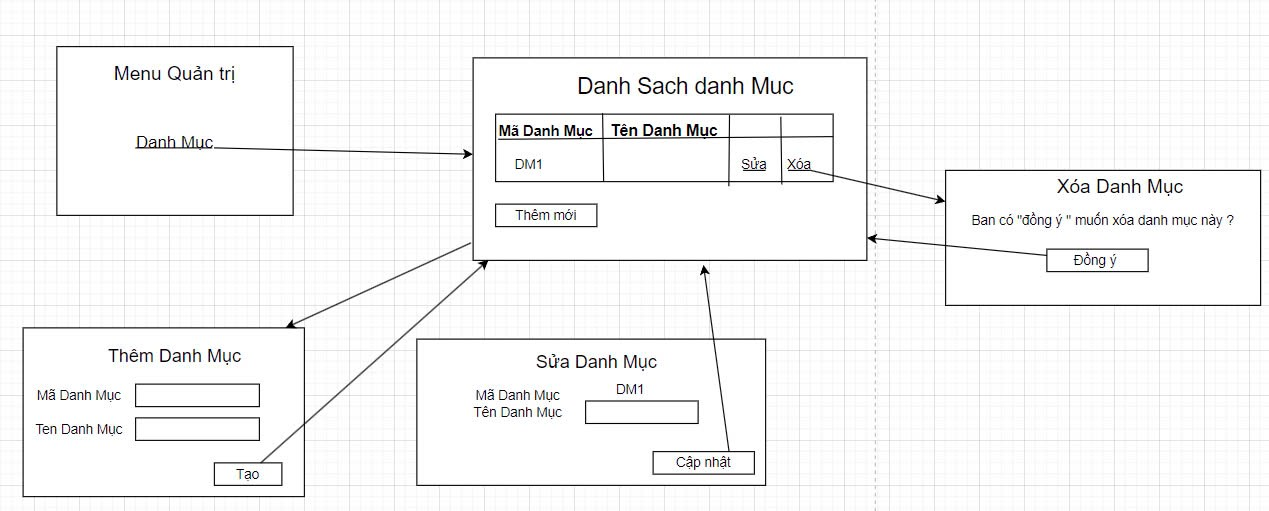 Menu Quản trị
Danh Mục
Danh Sach danh Muc
Mã Danh Mục Tên Danh Mục
DM1 Sửa Xóa
Thêm mới
Xóa Danh Mục
Ban có "đồng ý " muốn xóa danh mục này ?
Đồng ý
Thêm Danh Mục
Mã Danh Mục
Ten Danh Mục
Tạo
Sửa Danh Mục
Mã Danh Mục DM1
Tên Danh Mục
Cập nhật